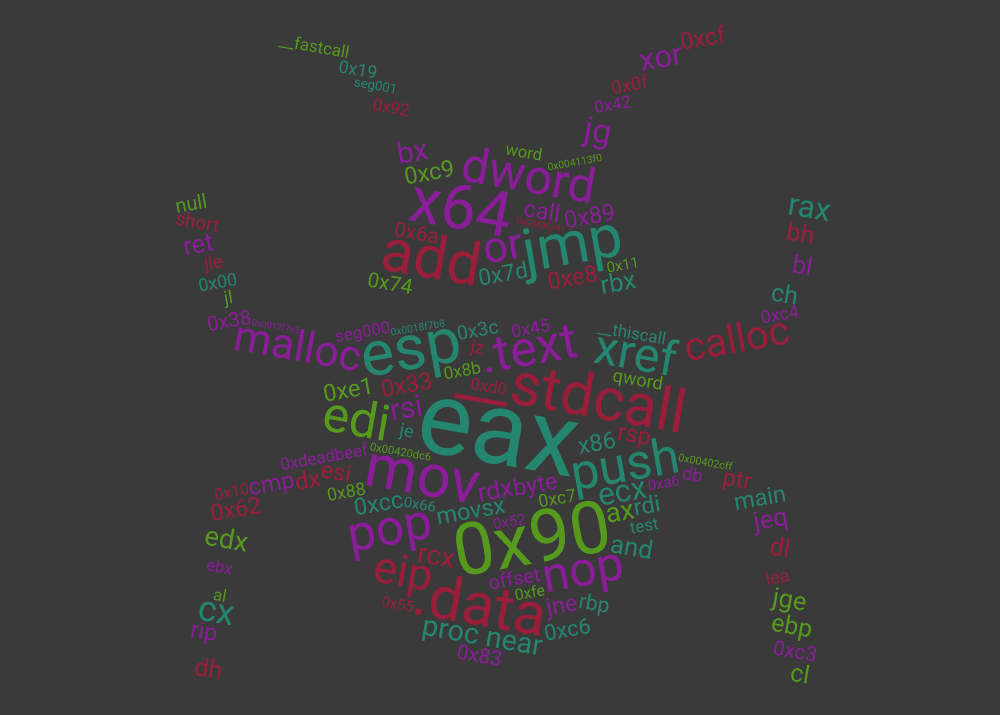 __fastcall
0xcf
xor
0x19
seg001
0x0f
0x92
0x42
jg
bx
word
0x004113f0
0xc9
dword
null
x64
rax
short
call
0x89
0x6a
or
jmp
bh
ret
add
jle
0x7d
0xe8
0x11
bl
0x00
0x74
rbx
jl
ch
0x38
seg000
0x0018f7b8
0x3c
0x45
__thiscall
0xc4
malloc
esp
jz
.text
xref
calloc
0xe1
0x33
0x8b
0xd0
qword
edi
rsi
__stdcall
je
eax
x86
rsp
0x00420dc6
0xdeadbeef
push
0x00402cff
0x10
cmp
dx
esi
mov
rdxbyte
0xa6
db
ptr
0x62
0x88
0xcc
0x66
movsx
0xc7
ecx
rdi
main
ax
0x52
test
jeq
edx
pop
0x90
and
dl
ebx
rcx
eip
offset
nop
lea
al
0xfe
cx
0x55
.data
jne
rbp
jge
rip
proc near
0xc6
ebp
0x83
0xc3
dh
cl